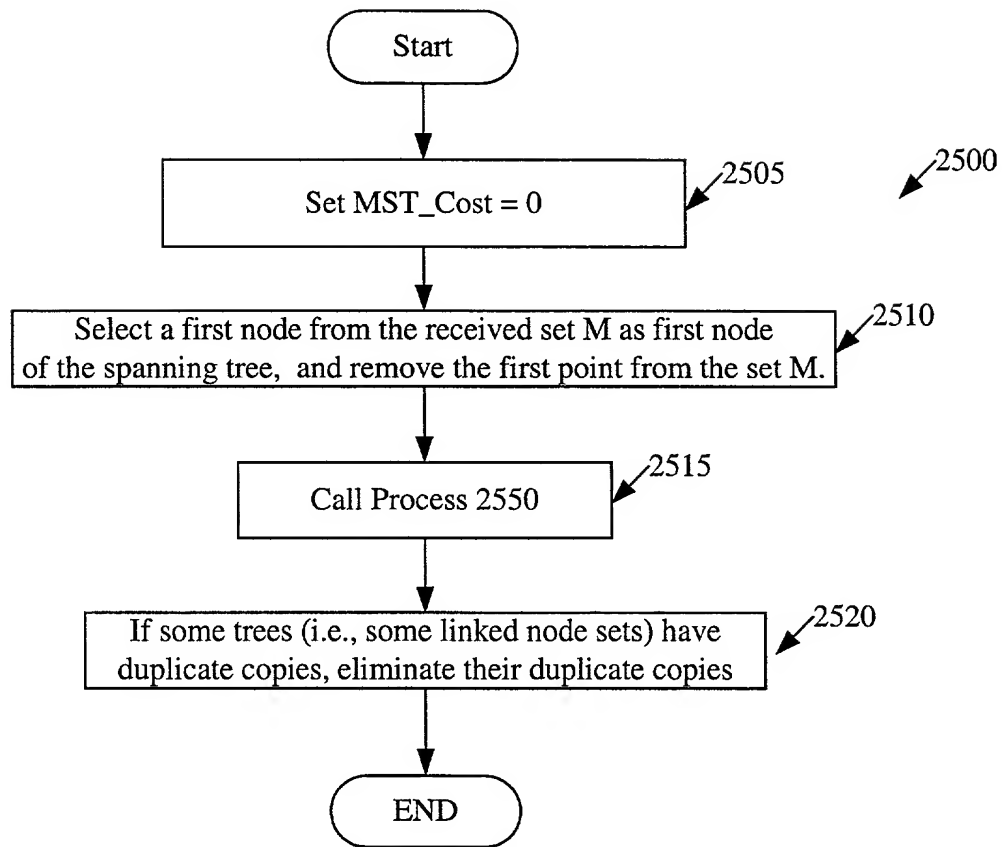 Start
2500
2505
Set MST_Cost = 0
2510
Select a first node from the received set M as first node
of the spanning tree, and remove the first point from the set M.
2515
Call Process 2550
2520
If some trees (i.e., some linked node sets) have
duplicate copies, eliminate their duplicate copies
END